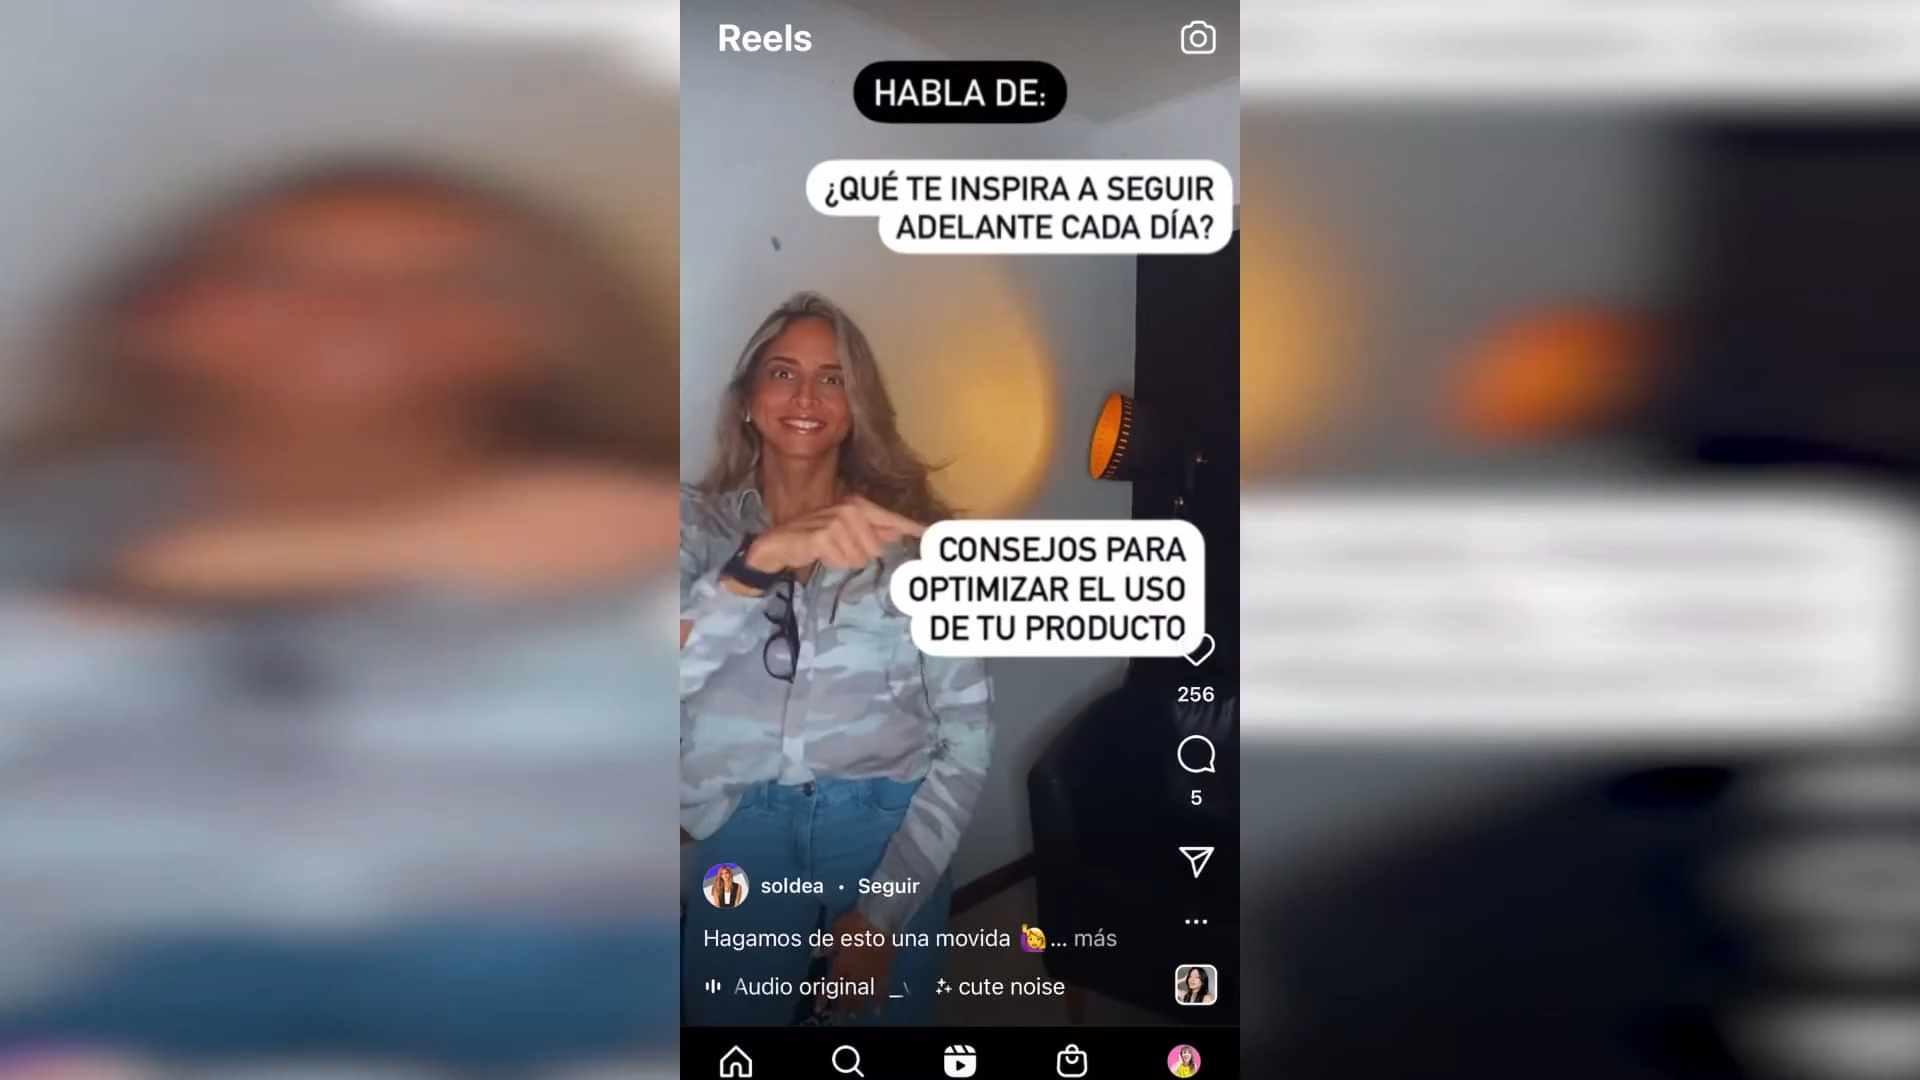 Reels
HABLA DE:
¿QUÉ TE INSPIRA A SEGUIR
ADELANTE CADA DÍA?
CONSEJOS PARA
OPTIMIZAR EL USO
DE TU PRODUCTO
256
5
soldea · Seguir
Hagamos de esto una movida 🙋‍♀️... más
Audio original cute noise